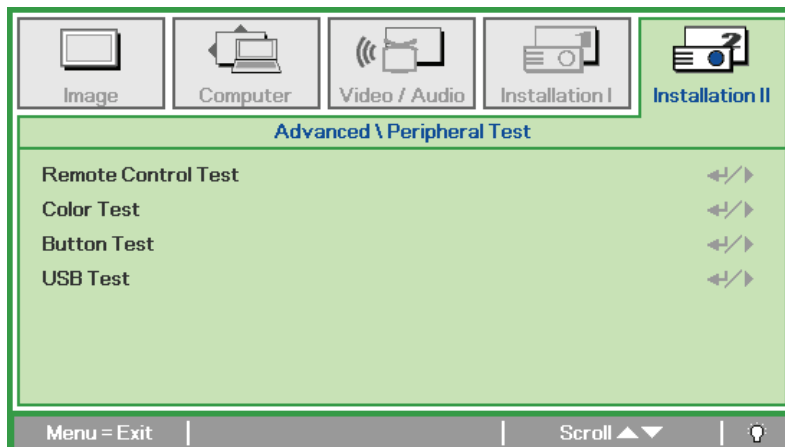 Image
Computer
Video / Audio
Installation I
Installation II
Advanced \ Peripheral Test
Remote Control Test
Color Test
Button Test
USB Test
Menu = Exit
Scroll ▲▼